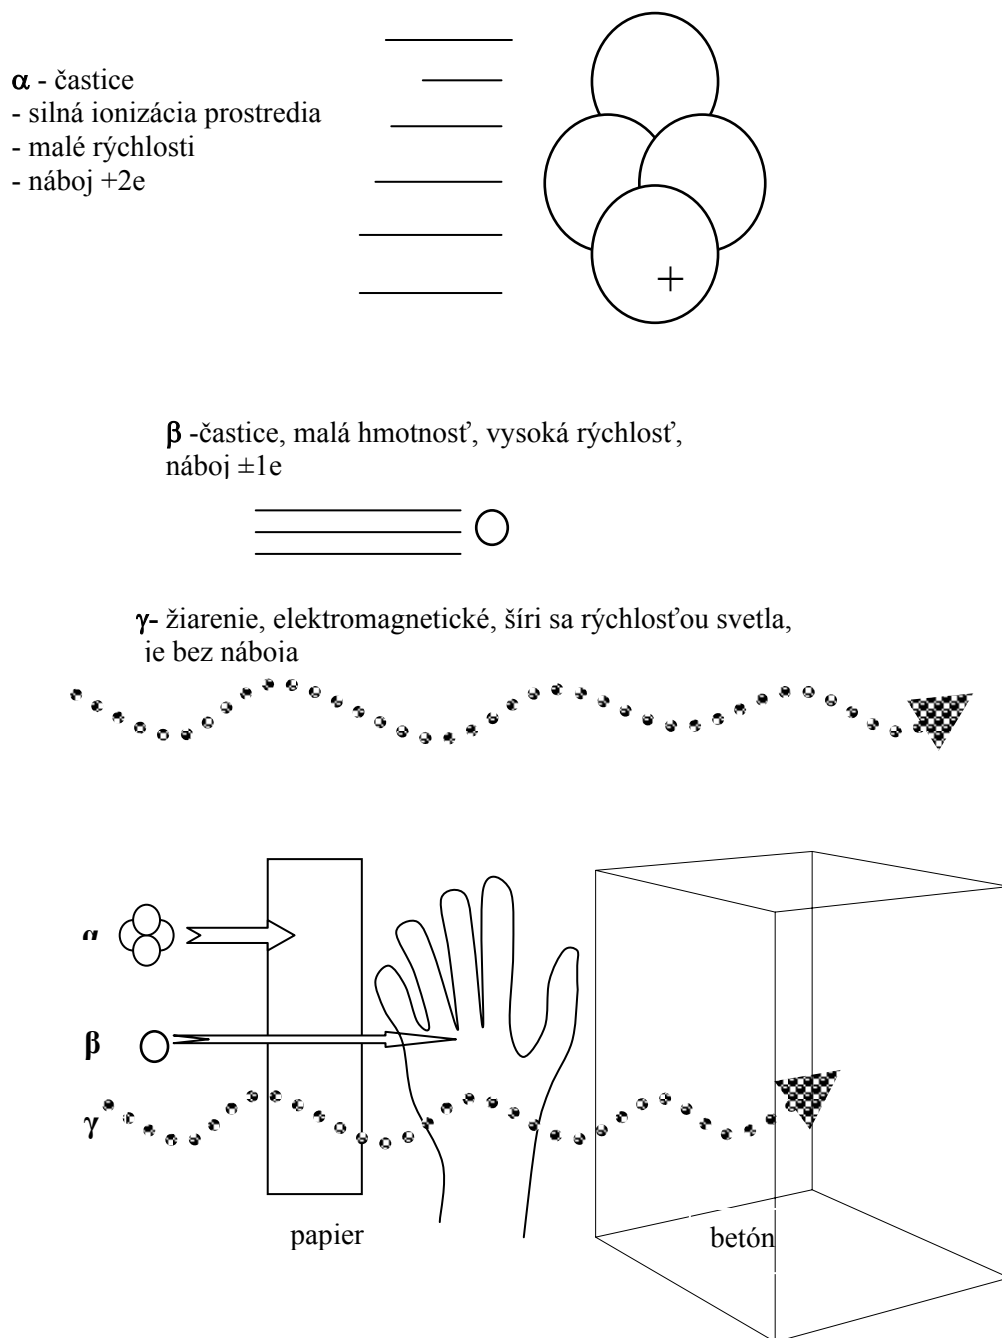 α - častice
- silná ionizácia prostredia
- malé rýchlosti
- náboj +2e
+
β -častice, malá hmotnosť, vysoká rýchlosť,
náboj ±1e
γ- žiarenie, elektromagnetické, šíri sa rýchlosťou svetla,
je bez náboja
α
β
γ
papier
betón